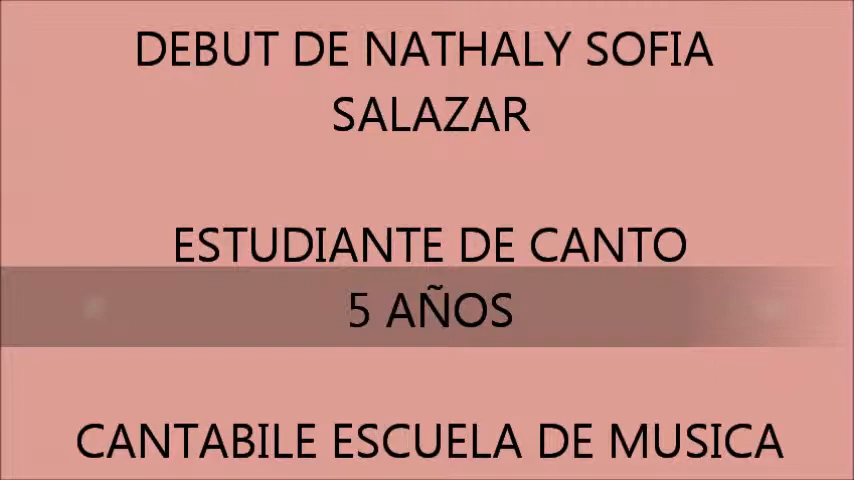 DEBUT DE NATHALY SOFIA
SALAZAR
ESTUDIANTE DE CANTO
5 AÑOS
CANTABILE ESCUELA DE MUSICA